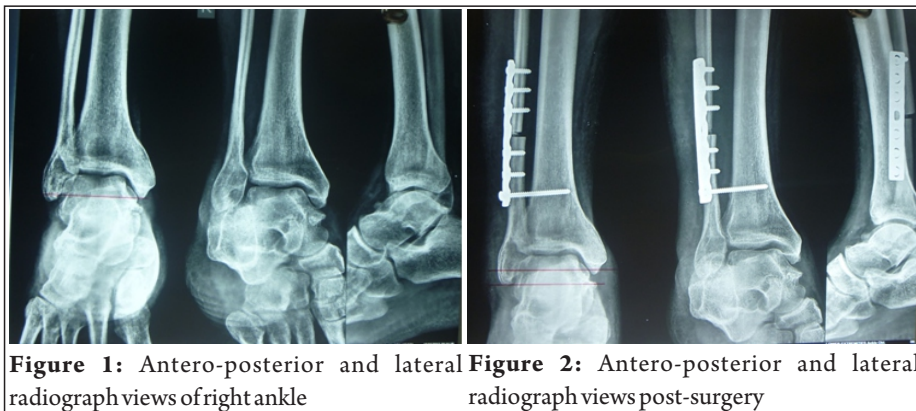 Figure 1: Antero-posterior and lateral
radiograph views of right ankle
Figure 2: Antero-posterior and lateral
radiograph views post-surgery